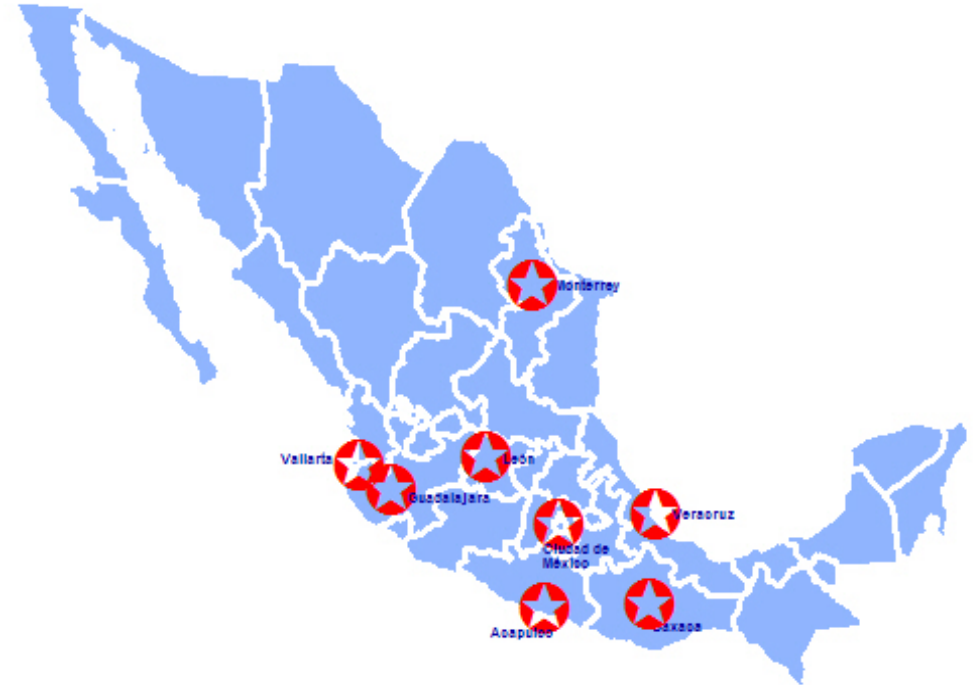 Monterrey
Vallarta
León
Guadalajara
Veracruz
Ciudad de
México
Acapulco
Oaxaca